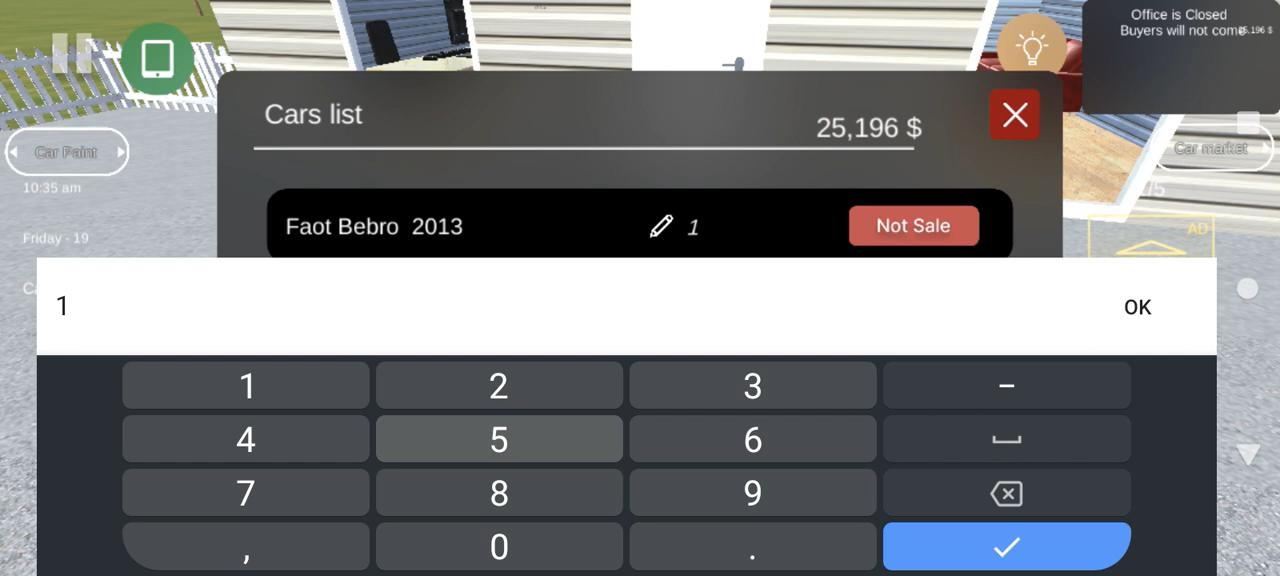 Office is Closed
Buyers will not come
Cars list
25,196 $
Car Paint
Car market
10:35 am
/5
Faot Bebro 2013
1
Not Sale
AD
Friday - 19
1
OK
1 2 3 -
4 5 6
7 8 9
, 0 .